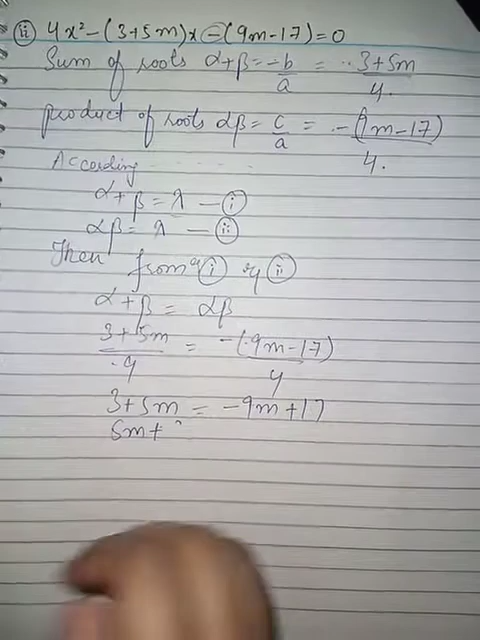 ii 4x² - (3+5m)x - (9m-17) = 0
Sum of roots α+β = -b/a = 3+5m/4.
product of roots αβ = c/a = -(9m-17)/4.
According
α+β = λ — i
αβ = λ — ii
Then from i & ii
α+β = αβ
3+5m/4 = -(9m-17)/4
3+5m = -9m+17
5m+